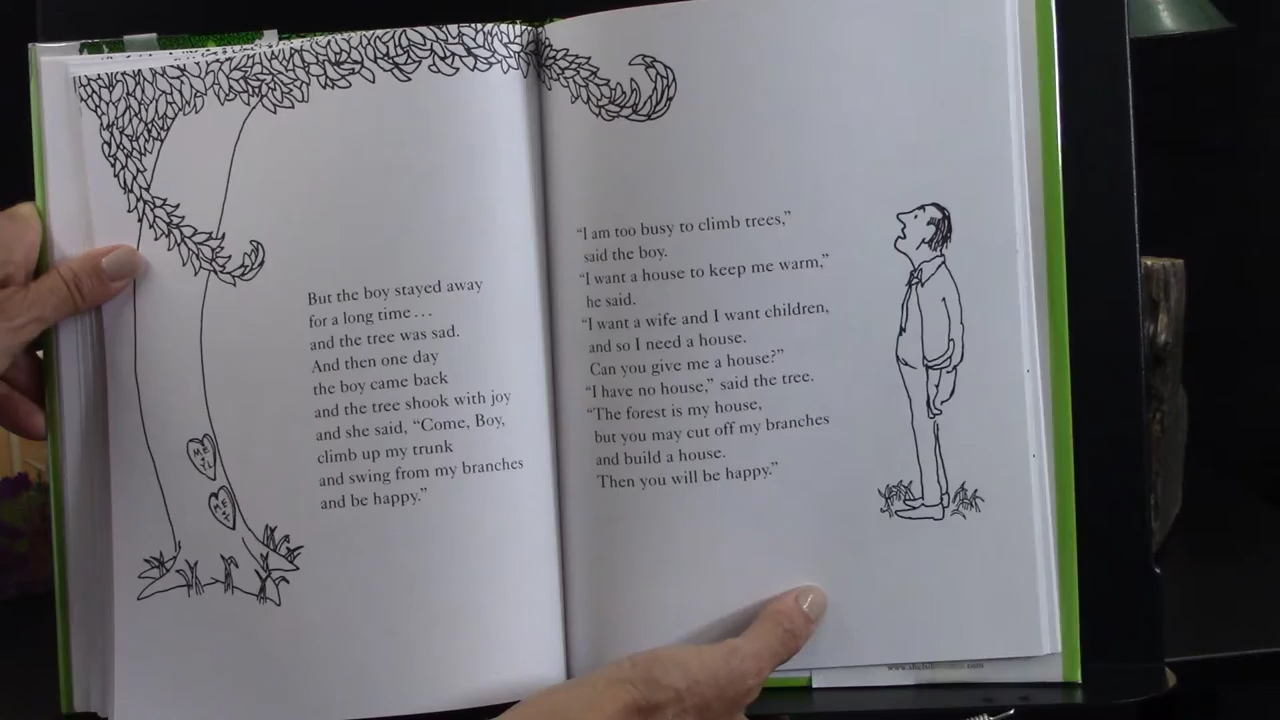 But the boy stayed away
for a long time...
and the tree was sad.
And then one day
the boy came back
and the tree shook with joy
and she said, “Come, Boy,
climb up my trunk
and swing from my branches
and be happy.”
M E
Y.L.
M.E.
“I am too busy to climb trees,”
said the boy.
“I want a house to keep me warm,”
he said.
“I want a wife and I want children,
and so I need a house.
Can you give me a house?”
“I have no house,” said the tree.
“The forest is my house,
but you may cut off my branches
and build a house.
Then you will be happy.”